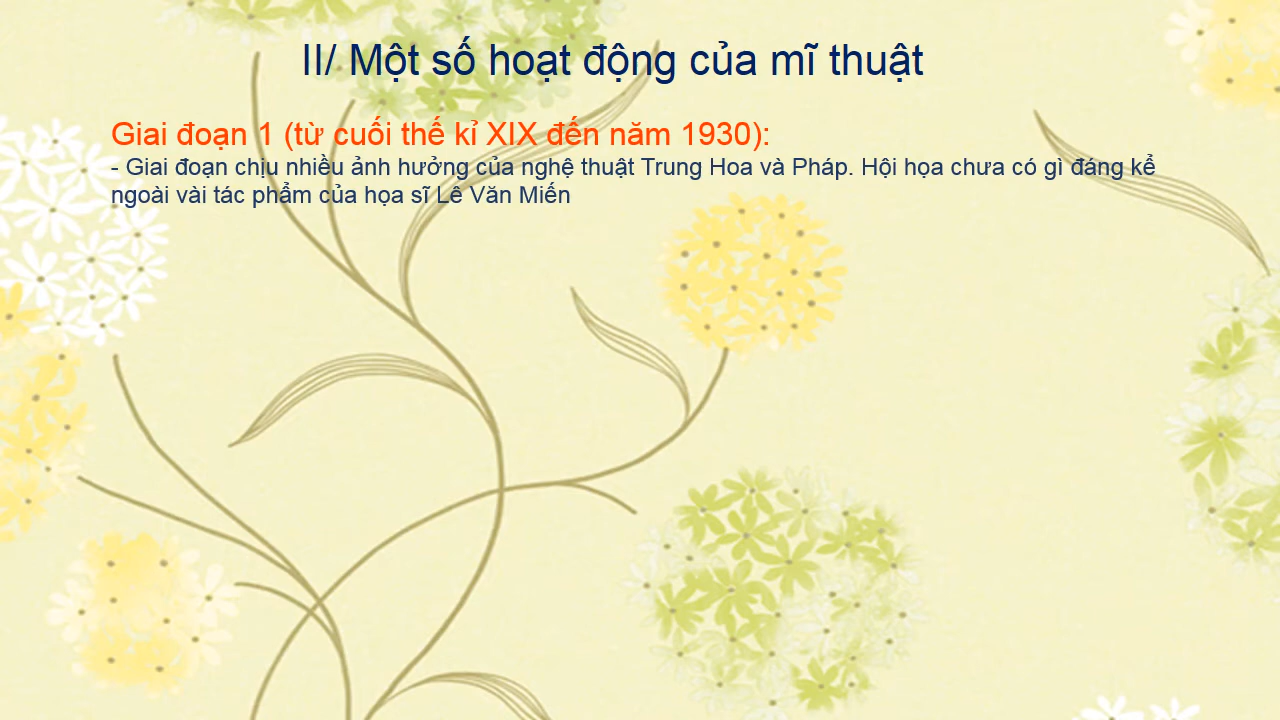 II/ Một số hoạt động của mĩ thuật
Giai đoạn 1 (từ cuối thế kỉ XIX đến năm 1930):
- Giai đoạn chịu nhiều ảnh hưởng của nghệ thuật Trung Hoa và Pháp. Hội họa chưa có gì đáng kể
ngoài vài tác phẩm của họa sĩ Lê Văn Miến